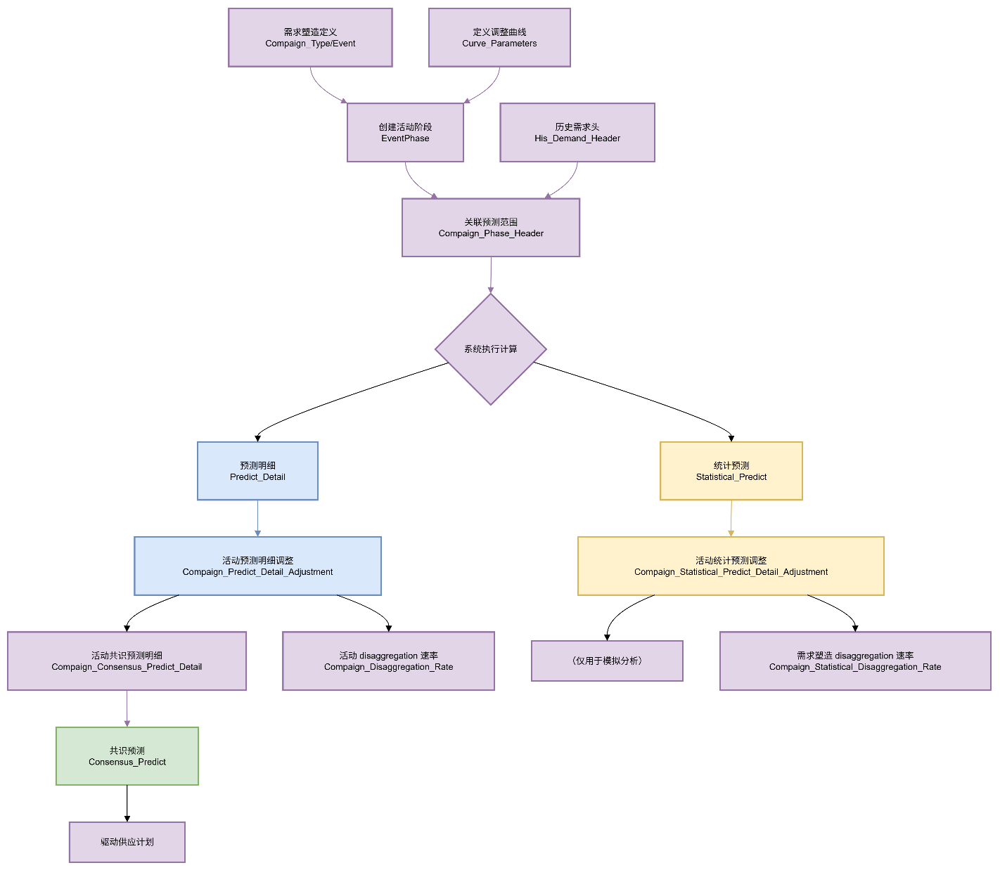 需求塑造定义
Compaign_Type/Event
定义调整曲线
Curve_Parameters
创建活动阶段
EventPhase
历史需求头
His_Demand_Header
关联预测范围
Compaign_Phase_Header
系统执行计算
预测明细
Predict_Detail
统计预测
Statistical_Predict
活动预测明细调整
Compaign_Predict_Detail_Adjustment
活动统计预测调整
Compaign_Statistical_Predict_Detail_Adjustment
活动共识预测明细
Compaign_Consensus_Predict_Detail
活动 disaggregation 速率
Compaign_Disaggregation_Rate
（仅用于模拟分析）
需求塑造 disaggregation 速率
Compaign_Statistical_Disaggregation_Rate
共识预测
Consensus_Predict
驱动供应计划